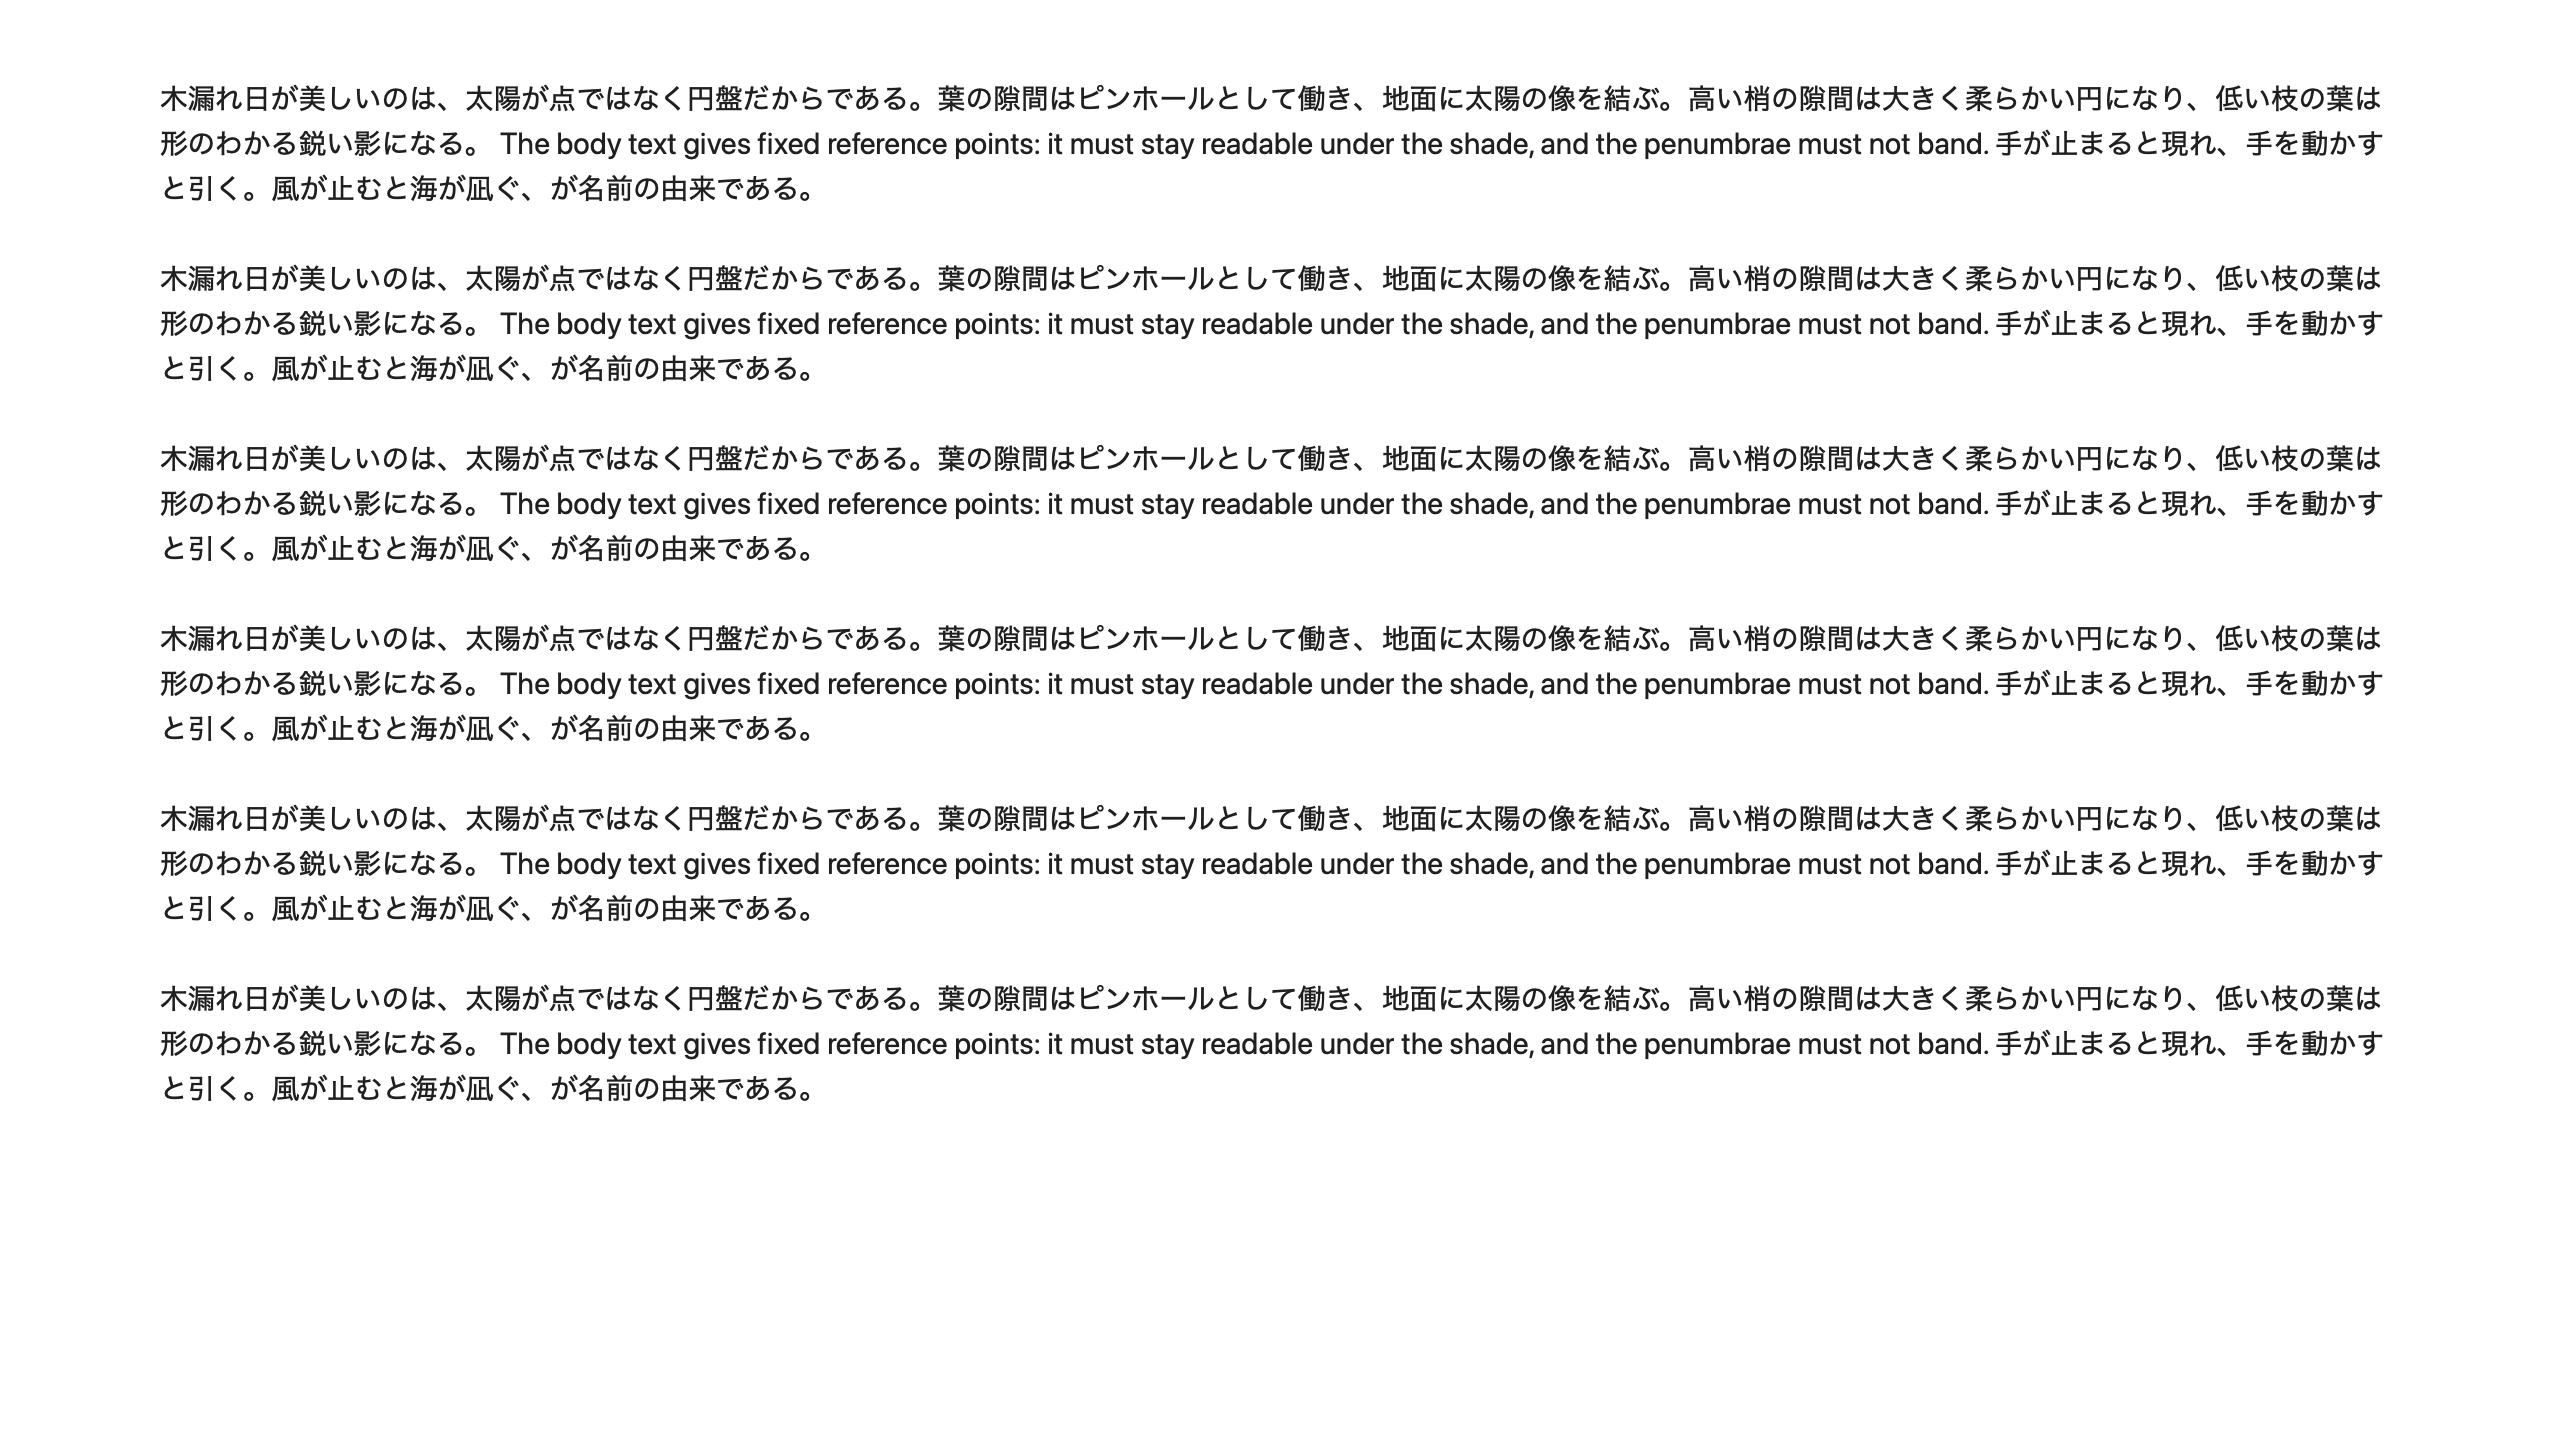 木漏れ日が美しいのは、太陽が点ではなく円盤だからである。葉の隙間はピンホールとして働き、地面に太陽の像を結ぶ。高い梢の隙間は大きく柔らかい円になり、低い枝の葉は
形のわかる鋭い影になる。 The body text gives fixed reference points: it must stay readable under the shade, and the penumbrae must not band. 手が止まると現れ、手を動かす
と引く。風が止むと海が凪ぐ、が名前の由来である。
木漏れ日が美しいのは、太陽が点ではなく円盤だからである。葉の隙間はピンホールとして働き、地面に太陽の像を結ぶ。高い梢の隙間は大きく柔らかい円になり、低い枝の葉は
形のわかる鋭い影になる。 The body text gives fixed reference points: it must stay readable under the shade, and the penumbrae must not band. 手が止まると現れ、手を動かす
と引く。風が止むと海が凪ぐ、が名前の由来である。
木漏れ日が美しいのは、太陽が点ではなく円盤だからである。葉の隙間はピンホールとして働き、地面に太陽の像を結ぶ。高い梢の隙間は大きく柔らかい円になり、低い枝の葉は
形のわかる鋭い影になる。 The body text gives fixed reference points: it must stay readable under the shade, and the penumbrae must not band. 手が止まると現れ、手を動かす
と引く。風が止むと海が凪ぐ、が名前の由来である。
木漏れ日が美しいのは、太陽が点ではなく円盤だからである。葉の隙間はピンホールとして働き、地面に太陽の像を結ぶ。高い梢の隙間は大きく柔らかい円になり、低い枝の葉は
形のわかる鋭い影になる。 The body text gives fixed reference points: it must stay readable under the shade, and the penumbrae must not band. 手が止まると現れ、手を動かす
と引く。風が止むと海が凪ぐ、が名前の由来である。
木漏れ日が美しいのは、太陽が点ではなく円盤だからである。葉の隙間はピンホールとして働き、地面に太陽の像を結ぶ。高い梢の隙間は大きく柔らかい円になり、低い枝の葉は
形のわかる鋭い影になる。 The body text gives fixed reference points: it must stay readable under the shade, and the penumbrae must not band. 手が止まると現れ、手を動かす
と引く。風が止むと海が凪ぐ、が名前の由来である。
木漏れ日が美しいのは、太陽が点ではなく円盤だからである。葉の隙間はピンホールとして働き、地面に太陽の像を結ぶ。高い梢の隙間は大きく柔らかい円になり、低い枝の葉は
形のわかる鋭い影になる。 The body text gives fixed reference points: it must stay readable under the shade, and the penumbrae must not band. 手が止まると現れ、手を動かす
と引く。風が止むと海が凪ぐ、が名前の由来である。